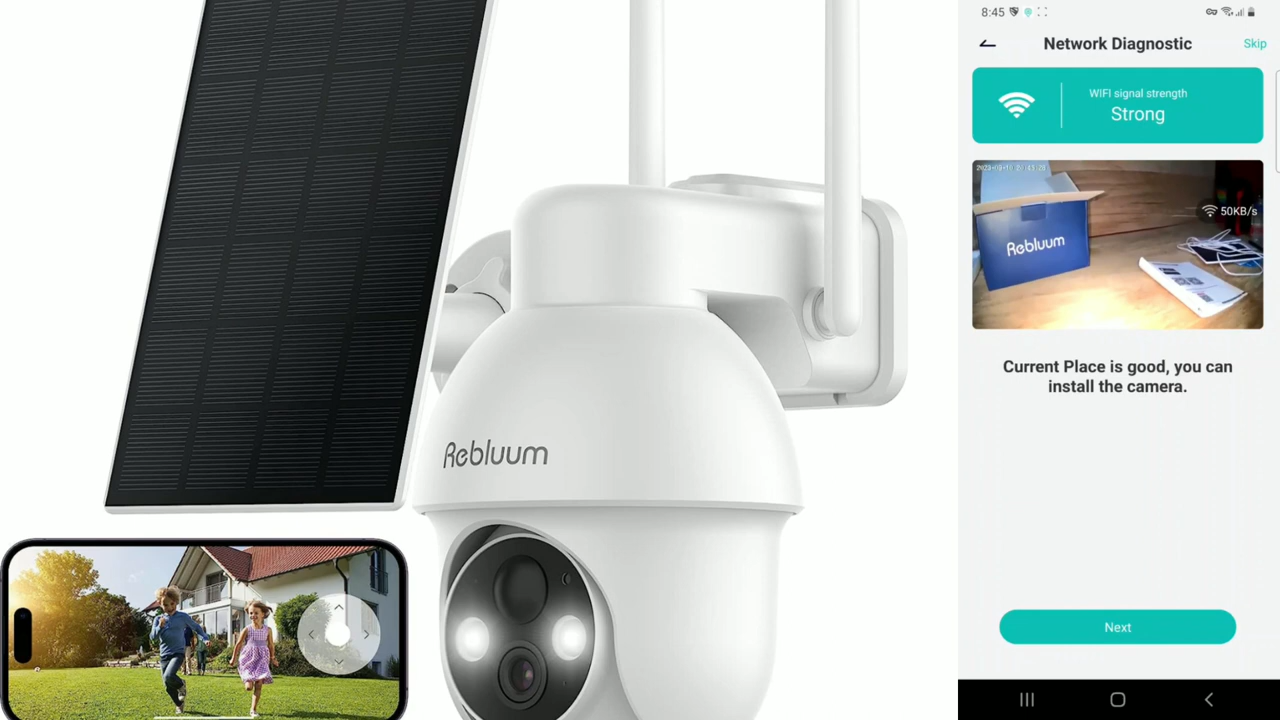 Rebluum
8:45
Network Diagnostic
Skip
WIFI signal strength
Strong
50KB/s
Rebluum
Current Place is good, you can
install the camera.
Next